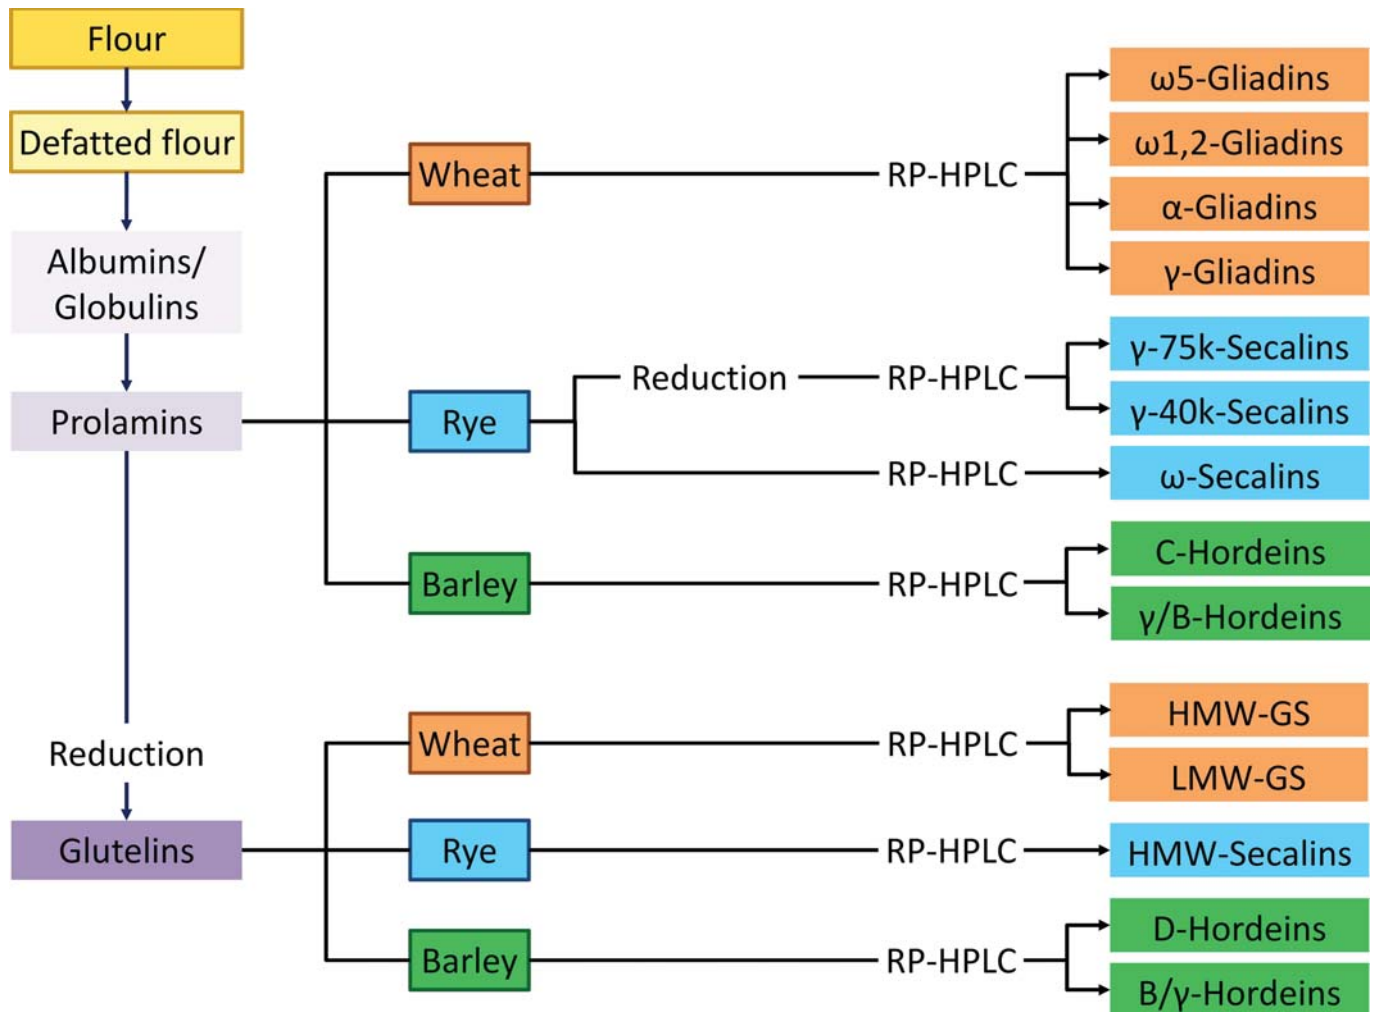 Flour
Defatted flour
Albumins/
Globulins
Prolamins
Reduction
Glutelins
Wheat
RP-HPLC
ω5-Gliadins
ω1,2-Gliadins
α-Gliadins
γ-Gliadins
Rye
Reduction
RP-HPLC
γ-75k-Secalins
γ-40k-Secalins
RP-HPLC
ω-Secalins
Barley
RP-HPLC
C-Hordeins
γ/B-Hordeins
Wheat
RP-HPLC
HMW-GS
LMW-GS
Rye
RP-HPLC
HMW-Secalins
Barley
RP-HPLC
D-Hordeins
B/γ-Hordeins